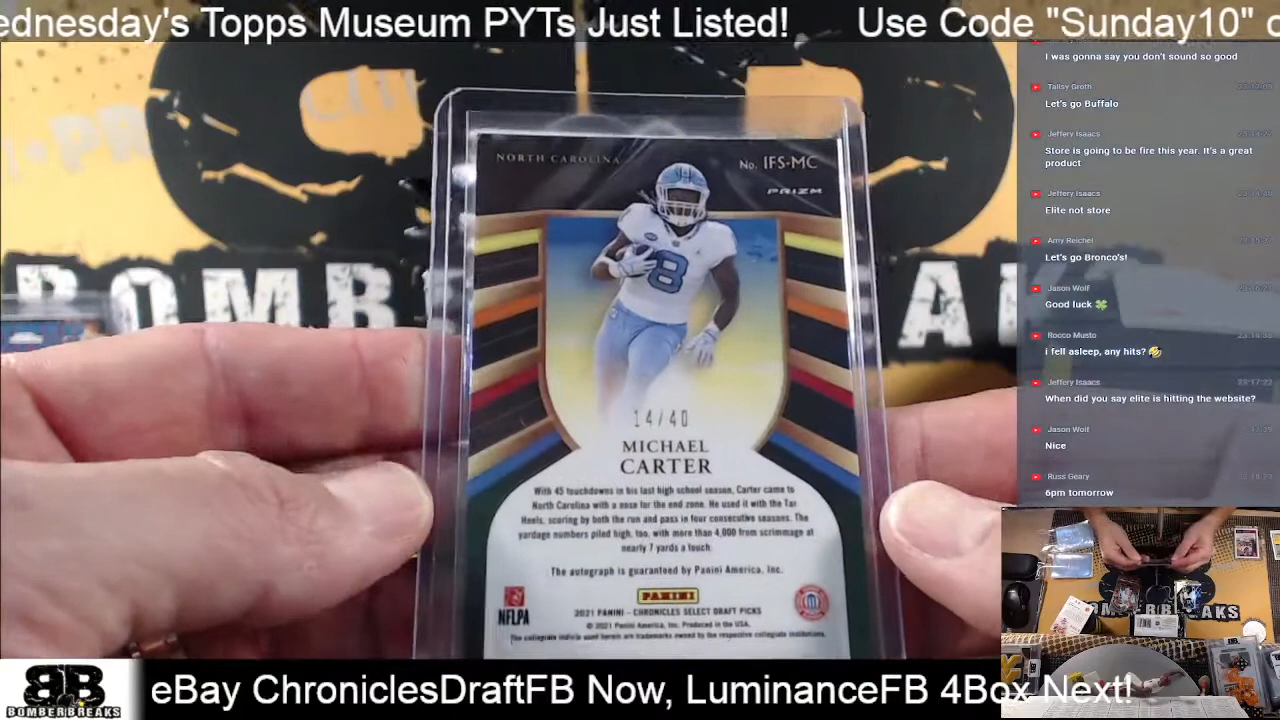 ednesday's Topps Museum PYTs Just Listed! Use Code "Sunday10" o
I was gonna say you don't sound so good
Let's go Buffalo
Jeffery Isaacs
Store is going to be fire this year. It's a great
product
Jeffery Isaacs
Elite not store
Amy Reichel
Let's go Bronco's!
Jason Wolf
Good luck 🍀
Rocco Musto
i fell asleep, any hits? 🤣
Jeffery Isaacs
When did you say elite is hitting the website?
Jason Wolf
Nice
Russ Geary
6pm tomorrow
NORTH CAROLINA
No. IFS-MC
PRIZM
8
14/40
MICHAEL
CARTER
With 45 touchdowns in his last high school season, Carter came to
North Carolina with a nose for the end zone. He used it with the Tar
Heels, scoring by both the run and pass in four consecutive seasons. The
yardage numbers piled high, too, with more than 4,000 from scrimmage at
nearly 7 yards a touch.
The autograph is guaranteed by Panini America, Inc.
NFLPA
PANINI
2021 PANINI - CHRONICLES SELECT DRAFT PICKS
© 2021 Panini America, Inc. Produced in the USA.
BOMB
AK
BOMBERBREAKS
eBay ChroniclesDraftFB Now, LuminanceFB 4Box Next!